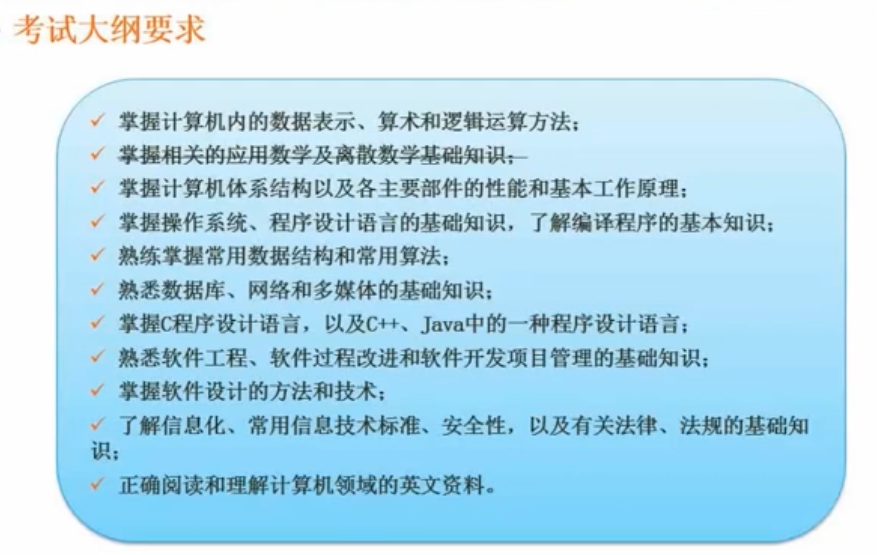 考试大纲要求
掌握计算机内的数据表示、算术和逻辑运算方法;
掌握相关的应用数学及离散数学基础知识;
掌握计算机体系结构以及各主要部件的性能和基本工作原理;
掌握操作系统、程序设计语言的基础知识，了解编译程序的基本知识;
熟练掌握常用数据结构和常用算法;
熟悉数据库、网络和多媒体的基础知识;
掌握C程序设计语言，以及C++、Java中的一种程序设计语言;
熟悉软件工程、软件过程改进和软件开发项目管理的基础知识;
掌握软件设计的方法和技术;
了解信息化、常用信息技术标准、安全性，以及有关法律、法规的基础知
识;
正确阅读和理解计算机领域的英文资料。